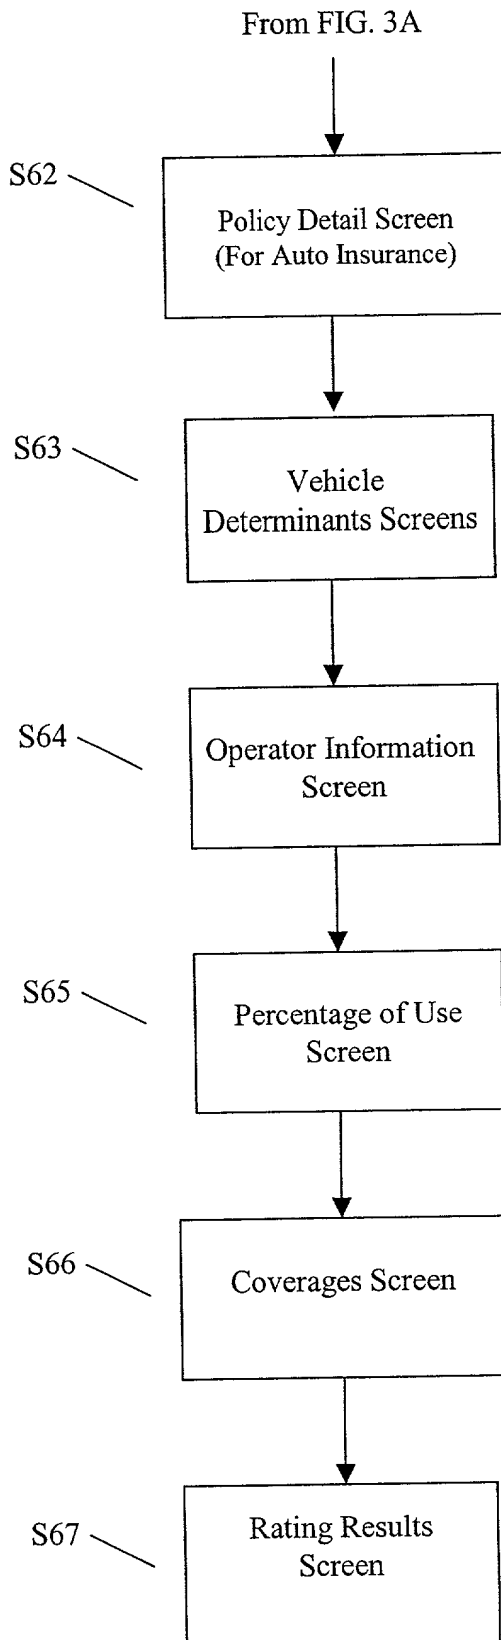 From FIG. 3A
S62
Policy Detail Screen
(For Auto Insurance)
S63
Vehicle
Determinants Screens
S64
Operator Information
Screen
S65
Percentage of Use
Screen
S66
Coverages Screen
S67
Rating Results
Screen